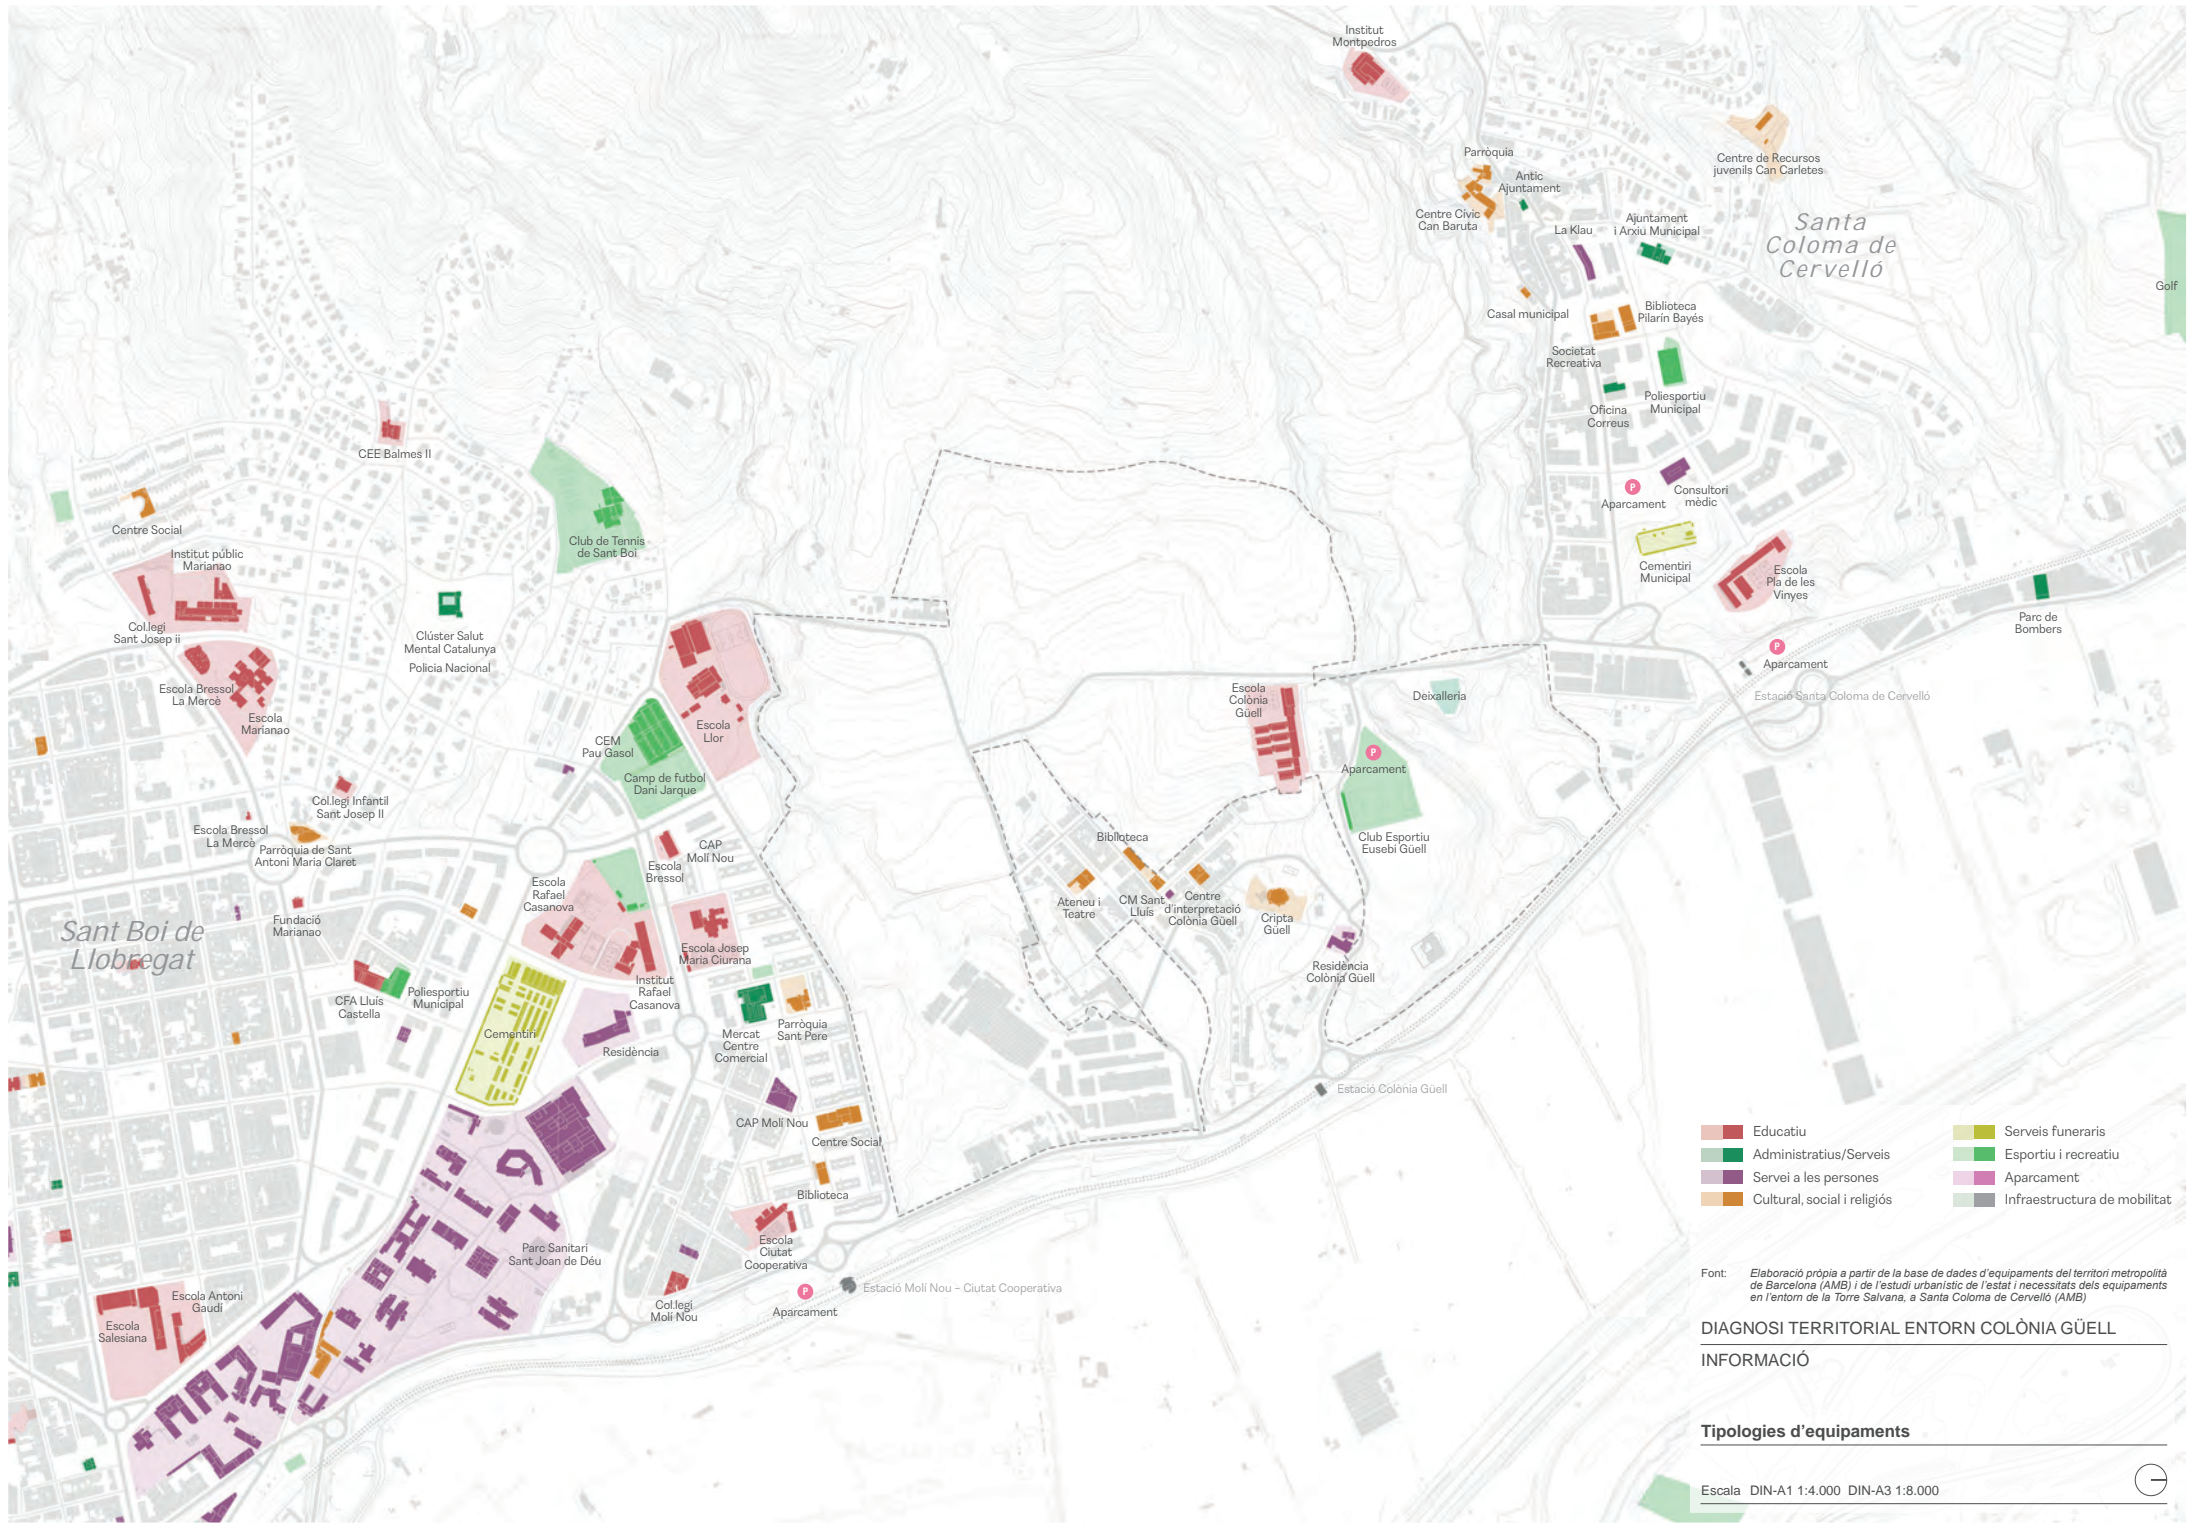 Institut
Montpedros
Parròquia
Antic
Ajuntament
Centre Cívic
Can Baruta
La Klau
Ajuntament
i Arxiu Municipal
Centre de Recursos
juvenils Can Carletes
Santa
Coloma de
Cervelló
Golf
Casal municipal
Biblioteca
Pilarín Bayés
Societat
Recreativa
Oficina
Correus
Poliesportiu
Municipal
P
Aparcament
Consultori
mèdic
Cementiri
Municipal
Escola
Pla de les
Vinyes
Parc de
Bombers
P
Aparcament
Estació Santa Coloma de Cervelló
CEE Balmes II
Centre Social
Institut públic
Marianao
Club de Tennis
de Sant Boi
Col.legi
Sant Josep ii
Clúster Salut
Mental Catalunya
Policia Nacional
Escola Bressol
La Mercè
Escola
Marianao
Escola
Llor
CEM
Pau Gasol
Camp de futbol
Dani Jarque
Col.legi Infantil
Sant Josep II
Escola Bressol
La Mercè
Parròquia de Sant
Antoni Maria Claret
CAP
Molí Nou
Escola
Bressol
Escola
Rafael
Casanova
Fundació
Marianao
Sant Boi de
Llobregat
Escola Josep
Maria Ciurana
Institut
Rafael
Casanova
CFA Lluís
Castella
Poliesportiu
Municipal
Cementiri
Residència
Mercat
Centre
Comercial
Parròquia
Sant Pere
CAP Molí Nou
Centre Social
Biblioteca
Escola
Ciutat
Cooperativa
Parc Sanitari
Sant Joan de Déu
Col.legi
Molí Nou
P
Aparcament
Estació Molí Nou – Ciutat Cooperativa
Escola Antoni
Gaudí
Escola
Salesiana
Escola
Colònia
Güell
Deixalleria
P
Aparcament
Club Esportiu
Eusebi Güell
Biblioteca
Ateneu i
Teatre
CM Sant
Lluís
Centre
d'interpretació
Colònia Güell
Cripta
Güell
Residència
Colònia Güell
Estació Colònia Güell
Educatiu
Administratius/Serveis
Servei a les persones
Cultural, social i religiós
Serveis funeraris
Esportiu i recreatiu
Aparcament
Infraestructura de mobilitat
Font: Elaboració pròpia a partir de la base de dades d'equipaments del territori metropolità
de Barcelona (AMB) i de l'estudi urbanístic de l'estat i necessitats dels equipaments
en l'entorn de la Torre Salvana, a Santa Coloma de Cervelló (AMB)
DIAGNOSI TERRITORIAL ENTORN COLÒNIA GÜELL
INFORMACIÓ
Tipologies d'equipaments
Escala DIN-A1 1:4.000 DIN-A3 1:8.000